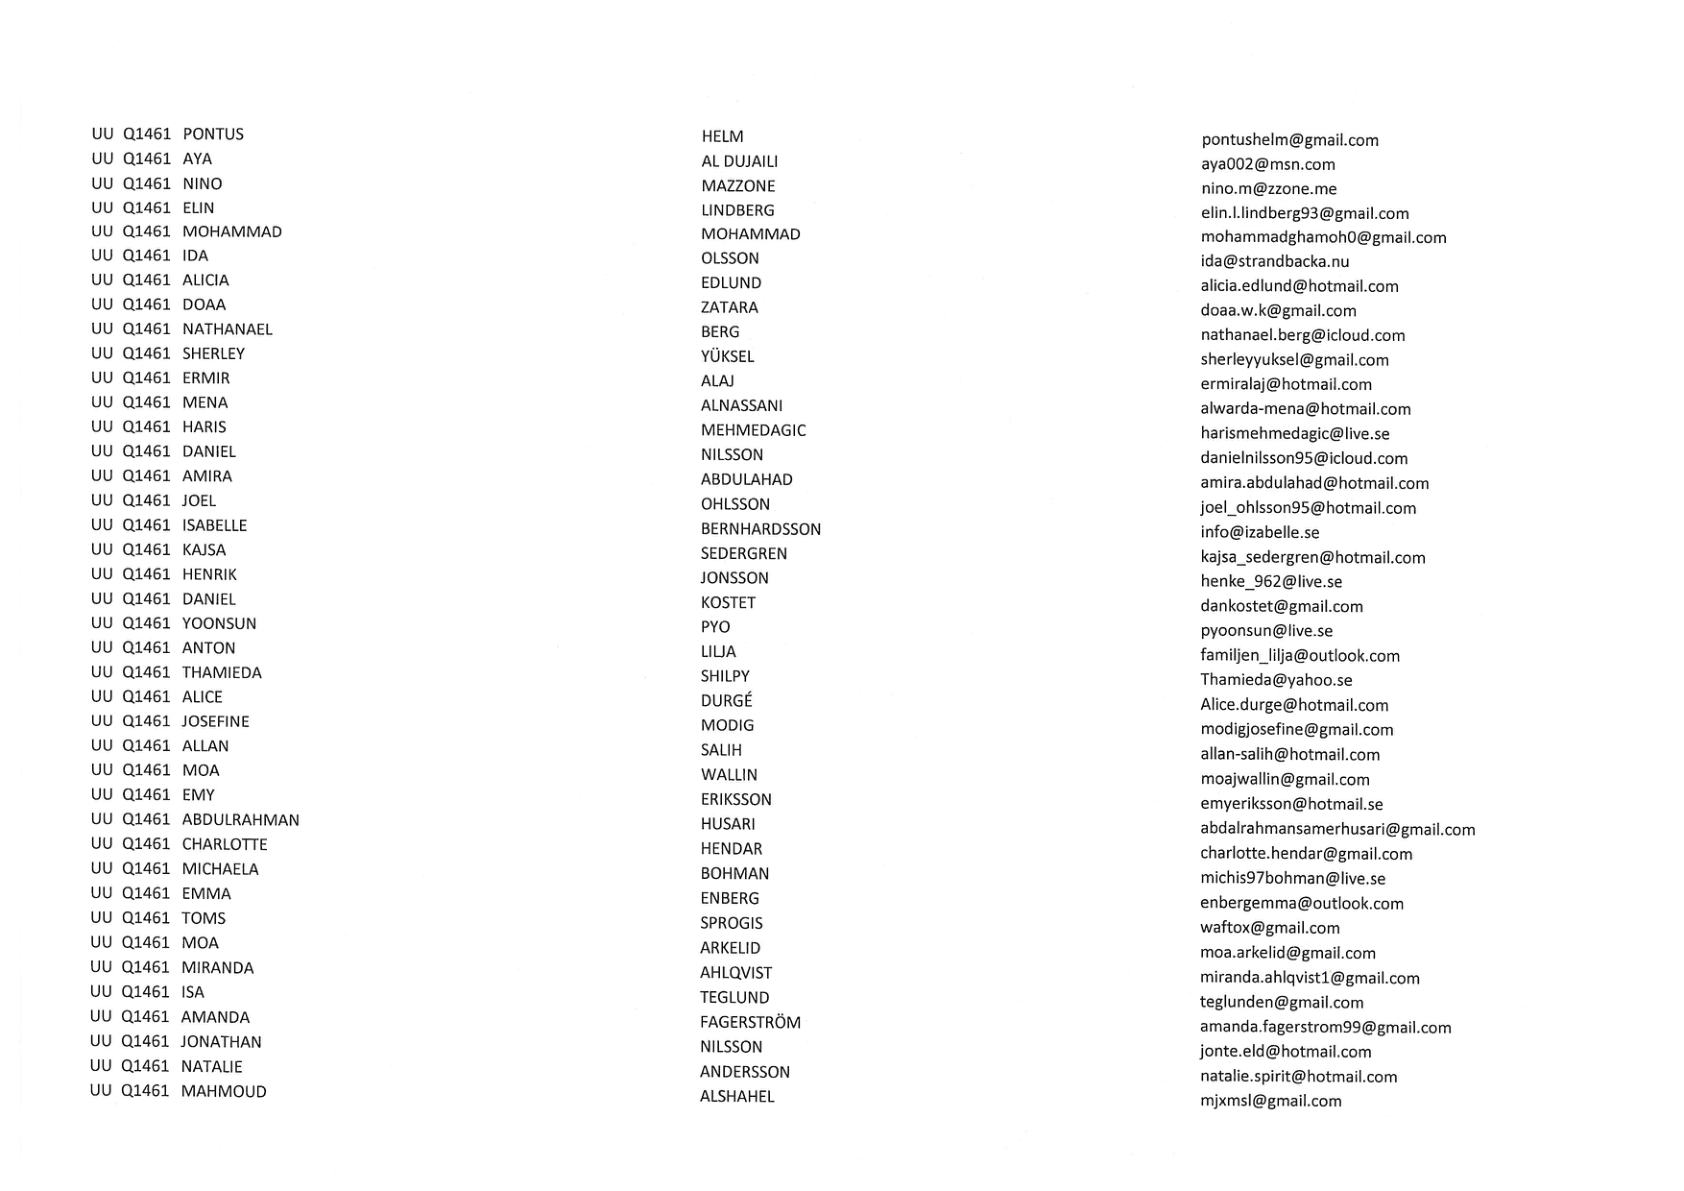 UU Q1461 PONTUS HELM pontushelm@gmail.com
UU Q1461 AYA AL DUJAILI aya002@msn.com
UU Q1461 NINO MAZZONE nino.m@zzone.me
UU Q1461 ELIN LINDBERG elin.l.lindberg93@gmail.com
UU Q1461 MOHAMMAD MOHAMMAD mohammadghamoh0@gmail.com
UU Q1461 IDA OLSSON ida@strandbacka.nu
UU Q1461 ALICIA EDLUND alicia.edlund@hotmail.com
UU Q1461 DOAA ZATARA doaa.w.k@gmail.com
UU Q1461 NATHANAEL BERG nathanael.berg@icloud.com
UU Q1461 SHERLEY YÜKSEL sherleyyuksel@gmail.com
UU Q1461 ERMIR ALAJ ermiralaj@hotmail.com
UU Q1461 MENA ALNASSANI alwarda-mena@hotmail.com
UU Q1461 HARIS MEHMEDAGIC harismehmedagic@live.se
UU Q1461 DANIEL NILSSON danielnilsson95@icloud.com
UU Q1461 AMIRA ABDULAHAD amira.abdulahad@hotmail.com
UU Q1461 JOEL OHLSSON joel_ohlsson95@hotmail.com
UU Q1461 ISABELLE BERNHARDSSON info@izabelle.se
UU Q1461 KAJSA SEDERGREN kajsa_sedergren@hotmail.com
UU Q1461 HENRIK JONSSON henke_962@live.se
UU Q1461 DANIEL KOSTET dankostet@gmail.com
UU Q1461 YOONSUN PYO pyoonsun@live.se
UU Q1461 ANTON LILJA familjen_lilja@outlook.com
UU Q1461 THAMIEDA SHILPY Thamieda@yahoo.se
UU Q1461 ALICE DURGÉ Alice.durge@hotmail.com
UU Q1461 JOSEFINE MODIG modigjosefine@gmail.com
UU Q1461 ALLAN SALIH allan-salih@hotmail.com
UU Q1461 MOA WALLIN moajwallin@gmail.com
UU Q1461 EMY ERIKSSON emyeriksson@hotmail.se
UU Q1461 ABDULRAHMAN HUSARI abdalrahmansamerhusari@gmail.com
UU Q1461 CHARLOTTE HENDAR charlotte.hendar@gmail.com
UU Q1461 MICHAELA BOHMAN michis97bohman@live.se
UU Q1461 EMMA ENBERG enbergemma@outlook.com
UU Q1461 TOMS SPROGIS waftox@gmail.com
UU Q1461 MOA ARKELID moa.arkelid@gmail.com
UU Q1461 MIRANDA AHLQVIST miranda.ahlqvist1@gmail.com
UU Q1461 ISA TEGLUND teglunden@gmail.com
UU Q1461 AMANDA FAGERSTRÖM amanda.fagerstrom99@gmail.com
UU Q1461 JONATHAN NILSSON jonte.eld@hotmail.com
UU Q1461 NATALIE ANDERSSON natalie.spirit@hotmail.com
UU Q1461 MAHMOUD ALSHAHEL mjxmsl@gmail.com